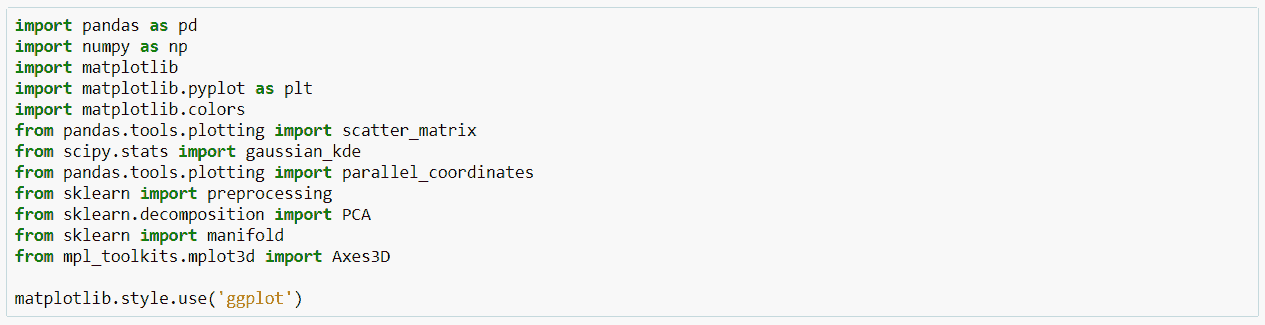 import pandas as pd
import numpy as np
import matplotlib
import matplotlib.pyplot as plt
import matplotlib.colors
from pandas.tools.plotting import scatter_matrix
from scipy.stats import gaussian_kde
from pandas.tools.plotting import parallel_coordinates
from sklearn import preprocessing
from sklearn.decomposition import PCA
from sklearn import manifold
from mpl_toolkits.mplot3d import Axes3D

matplotlib.style.use('ggplot')